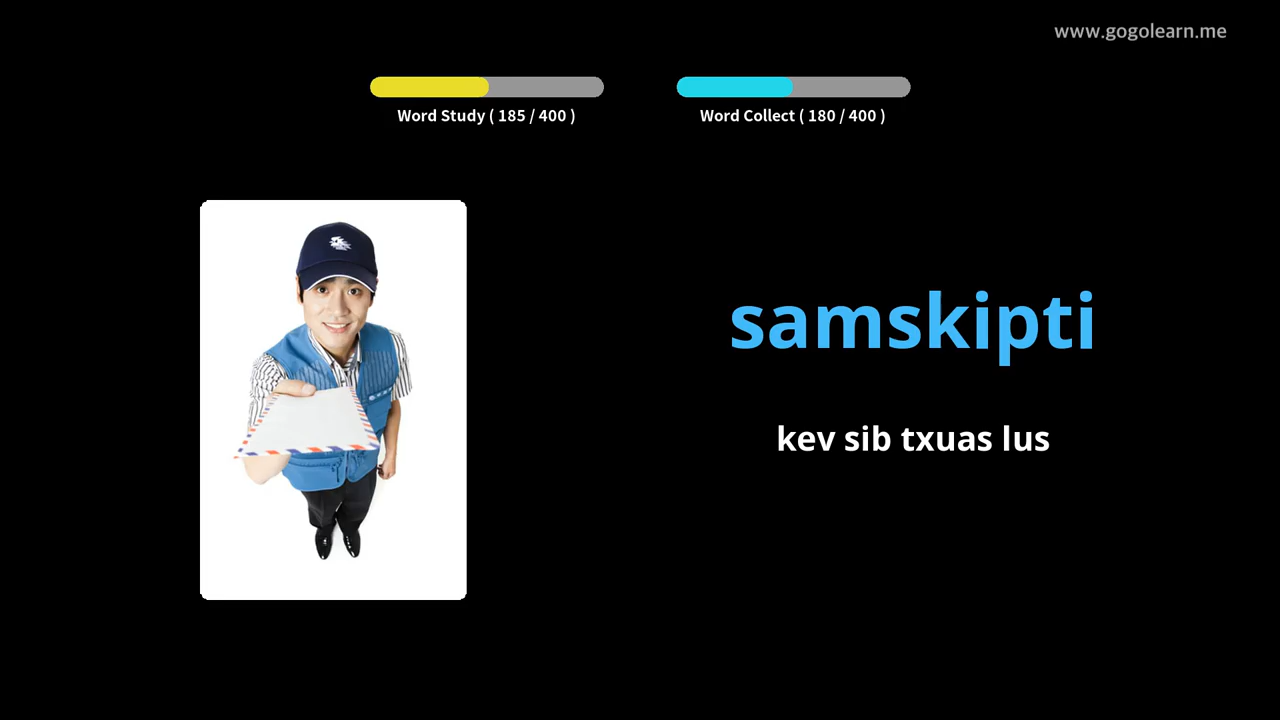 www.gogolearn.me
Word Study ( 185 / 400 )
Word Collect ( 180 / 400 )
samskipti
kev sib txuas lus